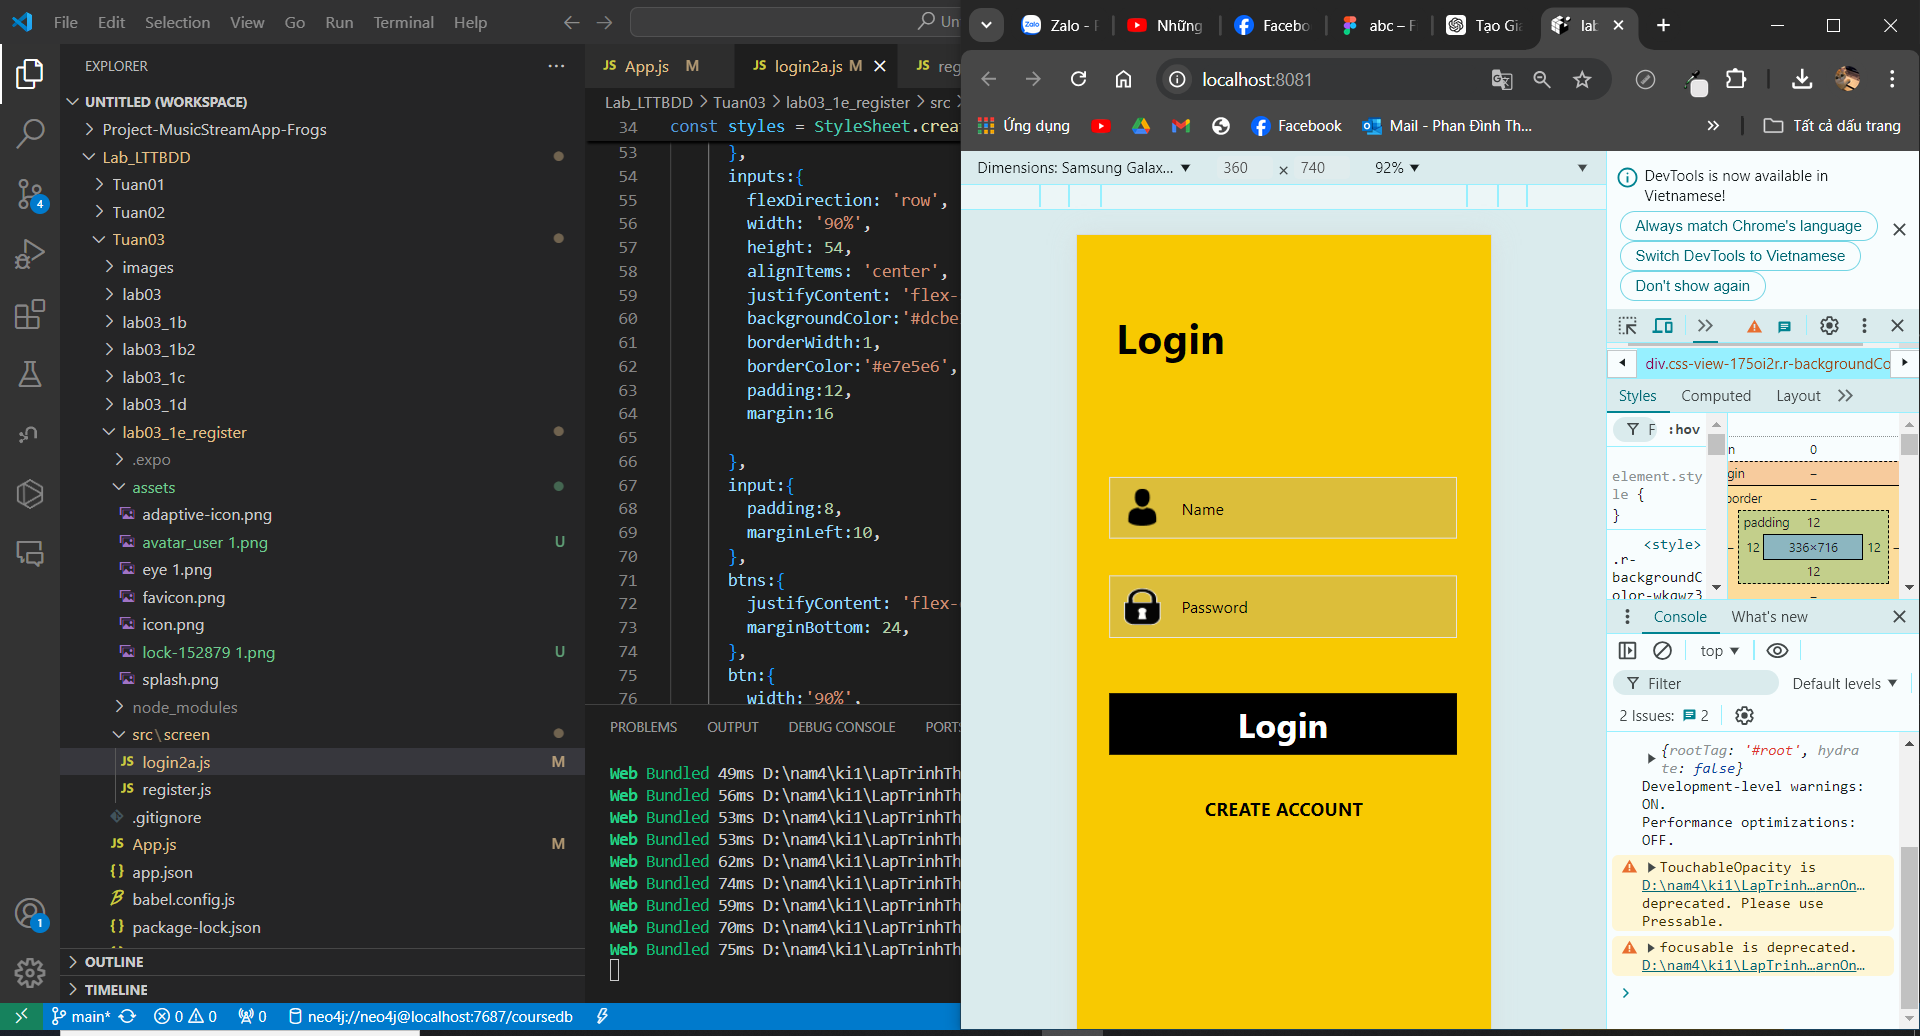 File Edit Selection View Go Run Terminal Help
EXPLORER
UNTITLED (WORKSPACE)
Project-MusicStreamApp-Frogs
Lab_LTTBDD
Tuan01
Tuan02
Tuan03
images
lab03
lab03_1b
lab03_1b2
lab03_1c
lab03_1d
lab03_1e_register
.expo
assets
adaptive-icon.png
avatar_user 1.png U
eye 1.png
favicon.png
icon.png
lock-152879 1.png U
splash.png
node_modules
src\screen
JS login2a.js M
JS register.js
.gitignore
JS App.js M
{} app.json
babel.config.js
{} package-lock.json
OUTLINE
TIMELINE
4
1
main* 0 0 0 neo4j://neo4j@localhost:7687/coursedb
JS App.js M JS login2a.js M JS reg
Lab_LTTBDD > Tuan03 > lab03_1e_register > src >
34 const styles = StyleSheet.crea
53 },
54 inputs:{
55 flexDirection: 'row',
56 width: '90%',
57 height: 54,
58 alignItems: 'center',
59 justifyContent: 'flex-
60 backgroundColor:'#dcbe
61 borderWidth:1,
62 borderColor:'#e7e5e6',
63 padding:12,
64 margin:16
65
66 },
67 input:{
68 padding:8,
69 marginLeft:10,
70 },
71 btns:{
72 justifyContent: 'flex-
73 marginBottom: 24,
74 },
75 btn:{
76 width:'90%',
PROBLEMS OUTPUT DEBUG CONSOLE PORTS
Web Bundled 49ms D:\nam4\ki1\LapTrinhTh
Web Bundled 56ms D:\nam4\ki1\LapTrinhTh
Web Bundled 53ms D:\nam4\ki1\LapTrinhTh
Web Bundled 53ms D:\nam4\ki1\LapTrinhTh
Web Bundled 62ms D:\nam4\ki1\LapTrinhTh
Web Bundled 74ms D:\nam4\ki1\LapTrinhTh
Web Bundled 59ms D:\nam4\ki1\LapTrinhTh
Web Bundled 70ms D:\nam4\ki1\LapTrinhTh
Web Bundled 75ms D:\nam4\ki1\LapTrinhTh
Zalo - Những Facebo abc – Tạo Gi lab
localhost:8081
Ứng dụng Facebook Mail - Phan Đình Th... Tất cả dấu trang
Dimensions: Samsung Galax... 360 × 740 92%
Login
Name
Password
Login
CREATE ACCOUNT
DevTools is now available in
Vietnamese!
Always match Chrome's language
Switch DevTools to Vietnamese
Don't show again
div.css-view-175oi2r.r-backgroundCo
Styles Computed Layout
F :hov
element.sty
le {
}
<style>
.r-
backgroundC
olor-wkqwz3
n 0
gin –
border –
padding 12
12 336×716 12
12
–
Console What's new
top
Filter Default levels
2 Issues: 2
{rootTag: '#root', hydra
te: false}
Development-level warnings:
ON.
Performance optimizations:
OFF.
TouchableOpacity is
D:\nam4\ki1\LapTrinh…arnOn…
deprecated. Please use
Pressable.
focusable is deprecated.
D:\nam4\ki1\LapTrinh…arnOn…